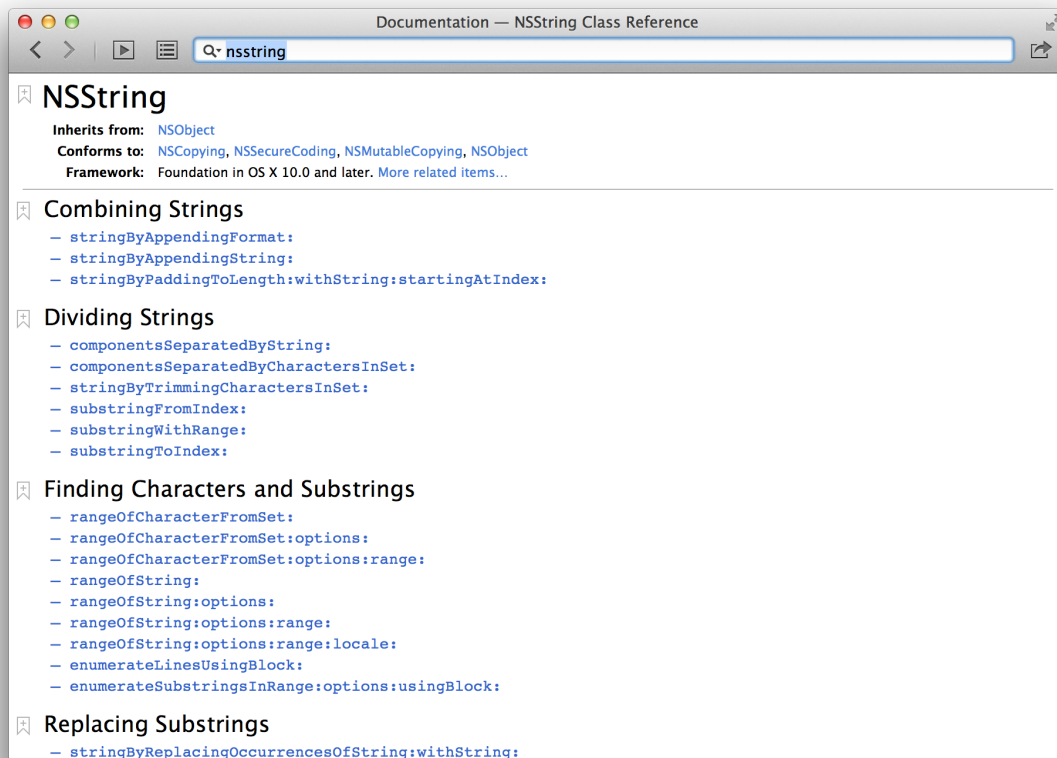 Documentation — NSString Class Reference
nsstring
NSString
Inherits from: NSObject
Conforms to: NSCopying, NSSecureCoding, NSMutableCopying, NSObject
Framework: Foundation in OS X 10.0 and later. More related items…
Combining Strings
– stringByAppendingFormat:
– stringByAppendingString:
– stringByPaddingToLength:withString:startingAtIndex:
Dividing Strings
– componentsSeparatedByString:
– componentsSeparatedByCharactersInSet:
– stringByTrimmingCharactersInSet:
– substringFromIndex:
– substringWithRange:
– substringToIndex:
Finding Characters and Substrings
– rangeOfCharacterFromSet:
– rangeOfCharacterFromSet:options:
– rangeOfCharacterFromSet:options:range:
– rangeOfString:
– rangeOfString:options:
– rangeOfString:options:range:
– rangeOfString:options:range:locale:
– enumerateLinesUsingBlock:
– enumerateSubstringsInRange:options:usingBlock:
Replacing Substrings
– stringByReplacingOccurrencesOfString:withString: